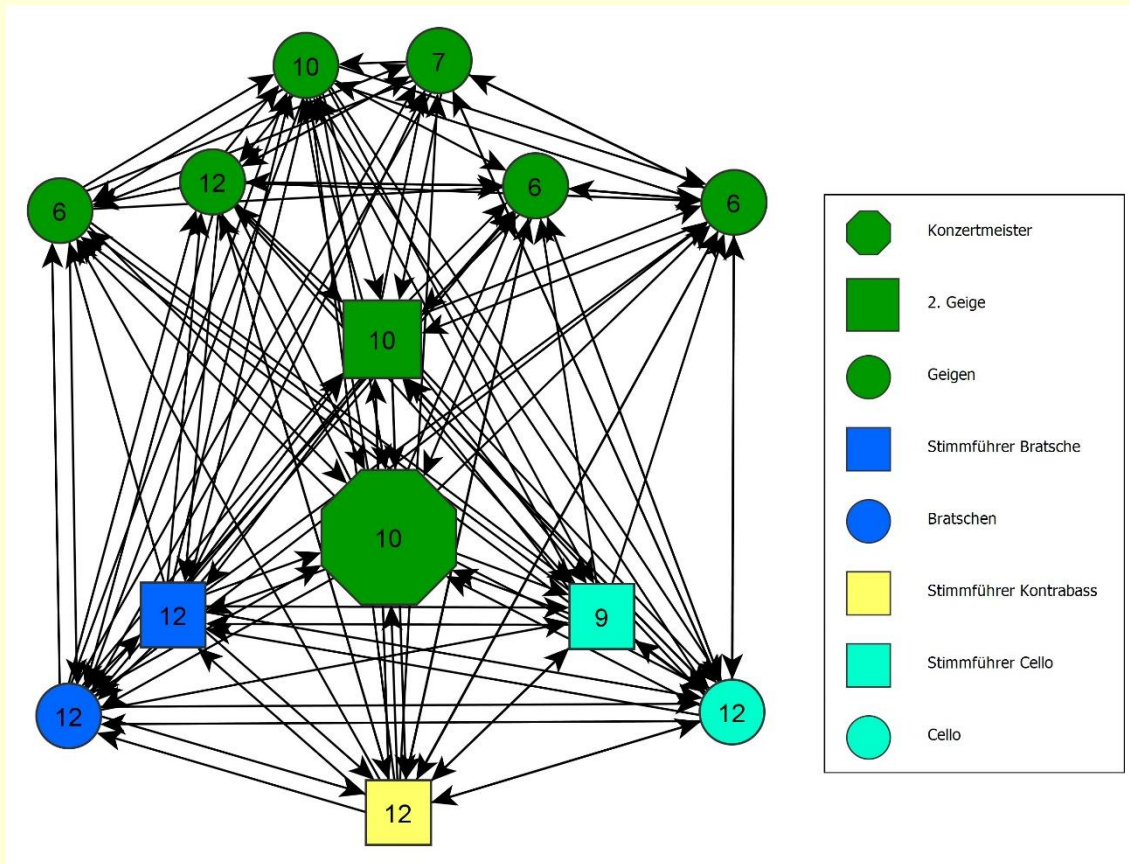 10
7
6
12
6
6
10
10
12
9
12
12
12
Konzertmeister
2. Geige
Geigen
Stimmführer Bratsche
Bratschen
Stimmführer Kontrabass
Stimmführer Cello
Cello